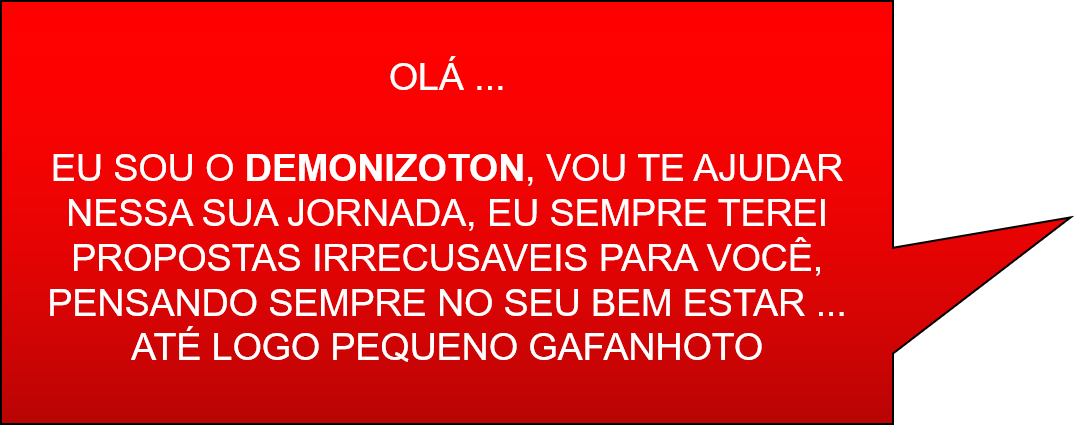 OLÁ ...
EU SOU O DEMONIZOTON, VOU TE AJUDAR
NESSA SUA JORNADA, EU SEMPRE TEREI
PROPOSTAS IRRECUSAVEIS PARA VOCÊ,
PENSANDO SEMPRE NO SEU BEM ESTAR ...
ATÉ LOGO PEQUENO GAFANHOTO